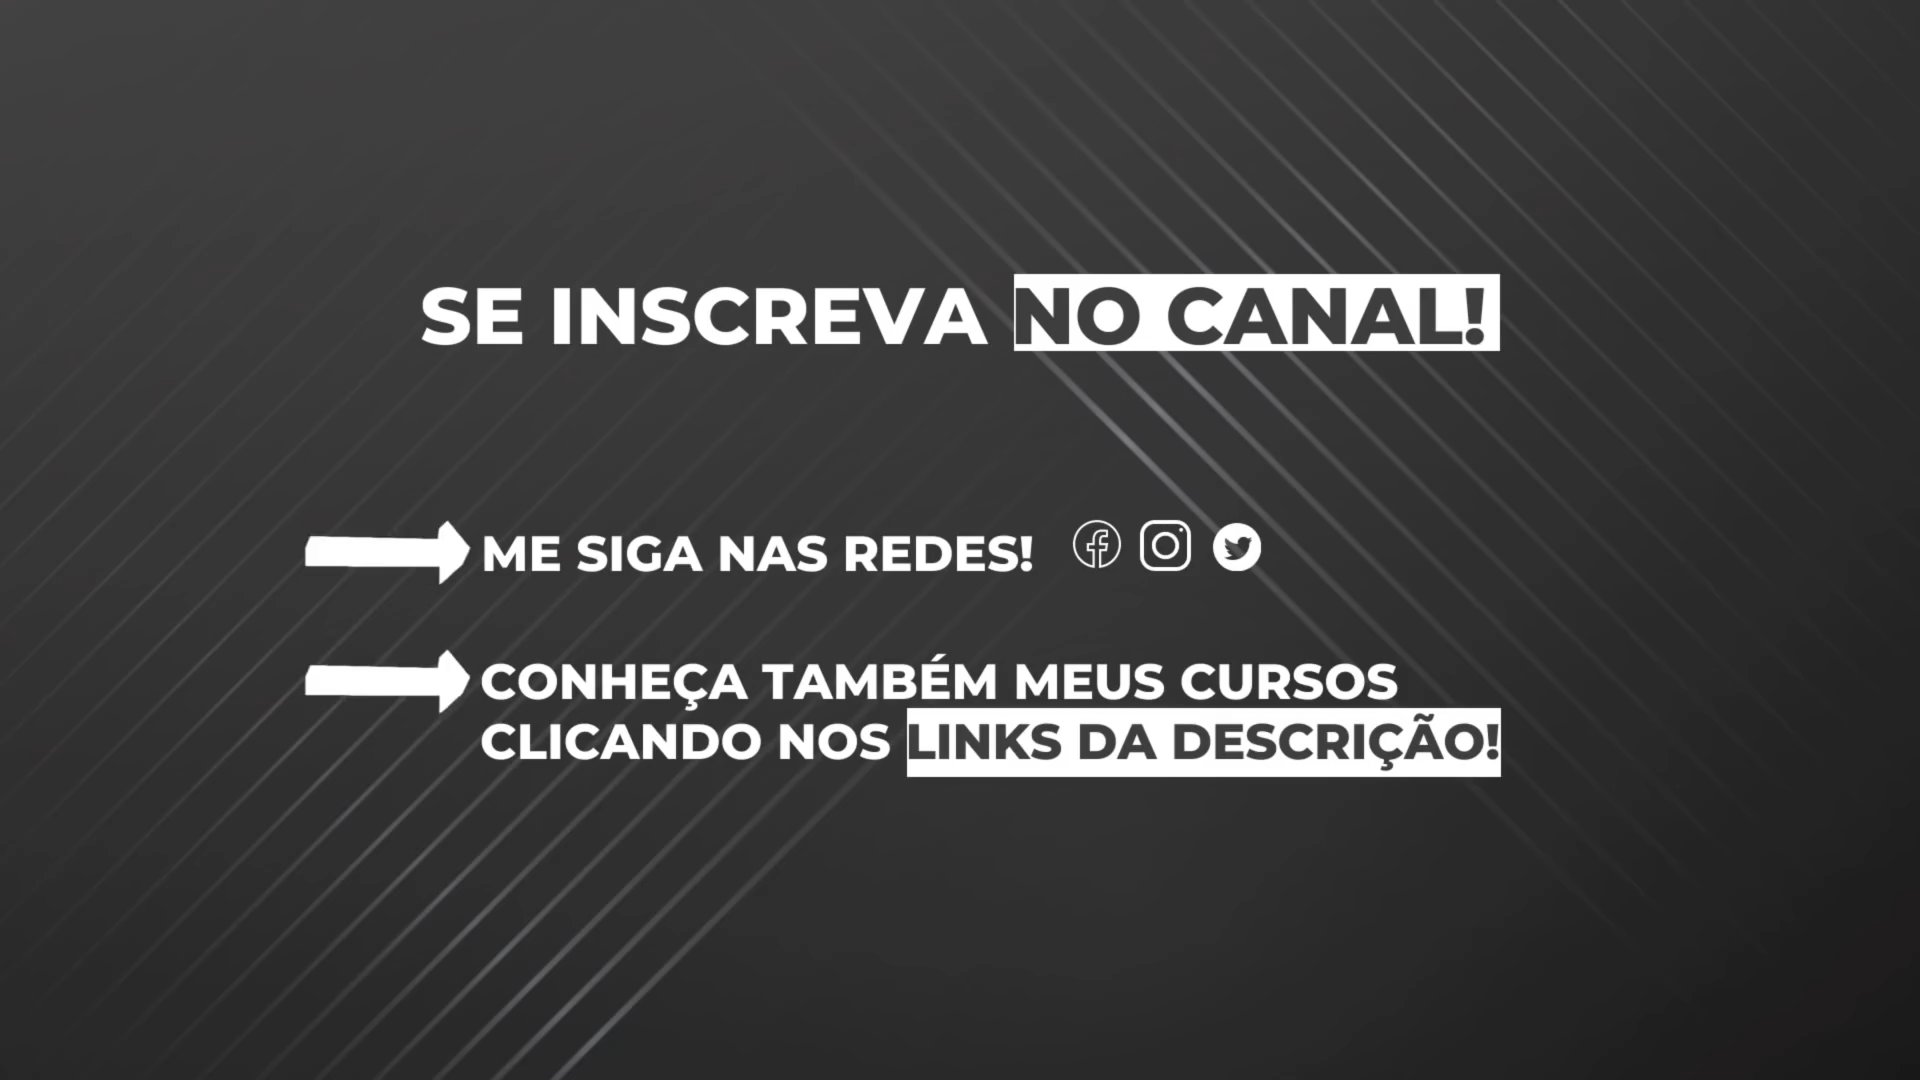 SE INSCREVA NO CANAL!
ME SIGA NAS REDES!
CONHEÇA TAMBÉM MEUS CURSOS
CLICANDO NOS LINKS DA DESCRIÇÃO!